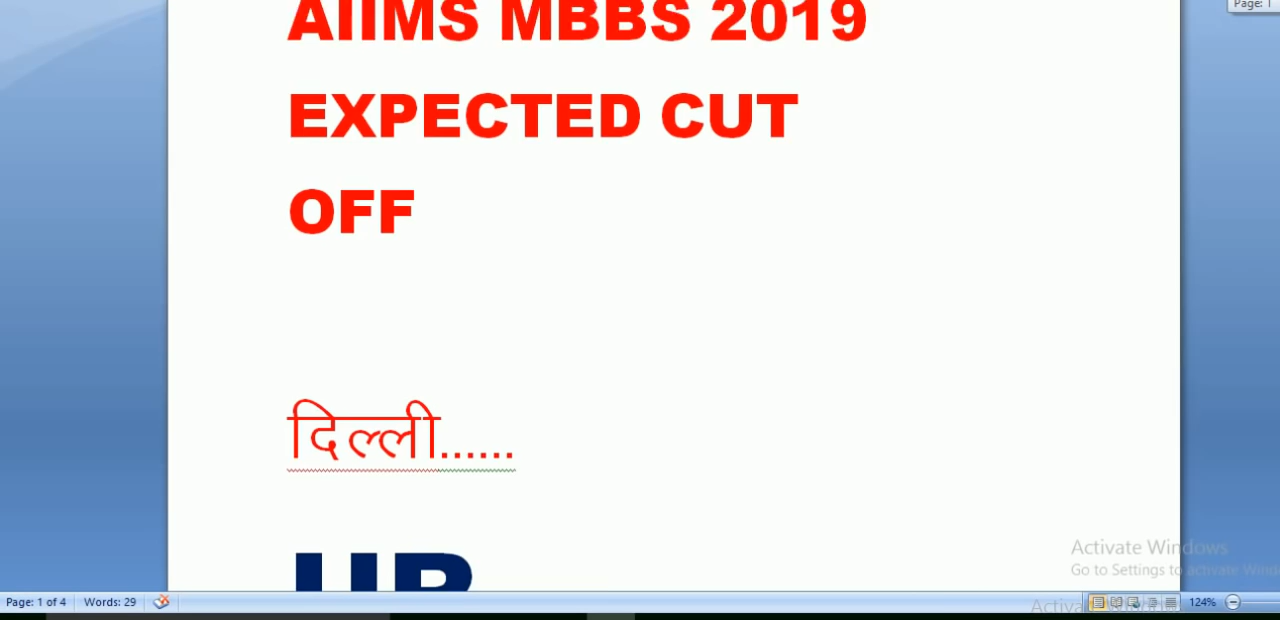 Page: 1
AIIMS MBBS 2019
EXPECTED CUT
OFF
दिल्ली......
Activate Windows
Go to Settings to activate
Page: 1 of 4 Words: 29 124%